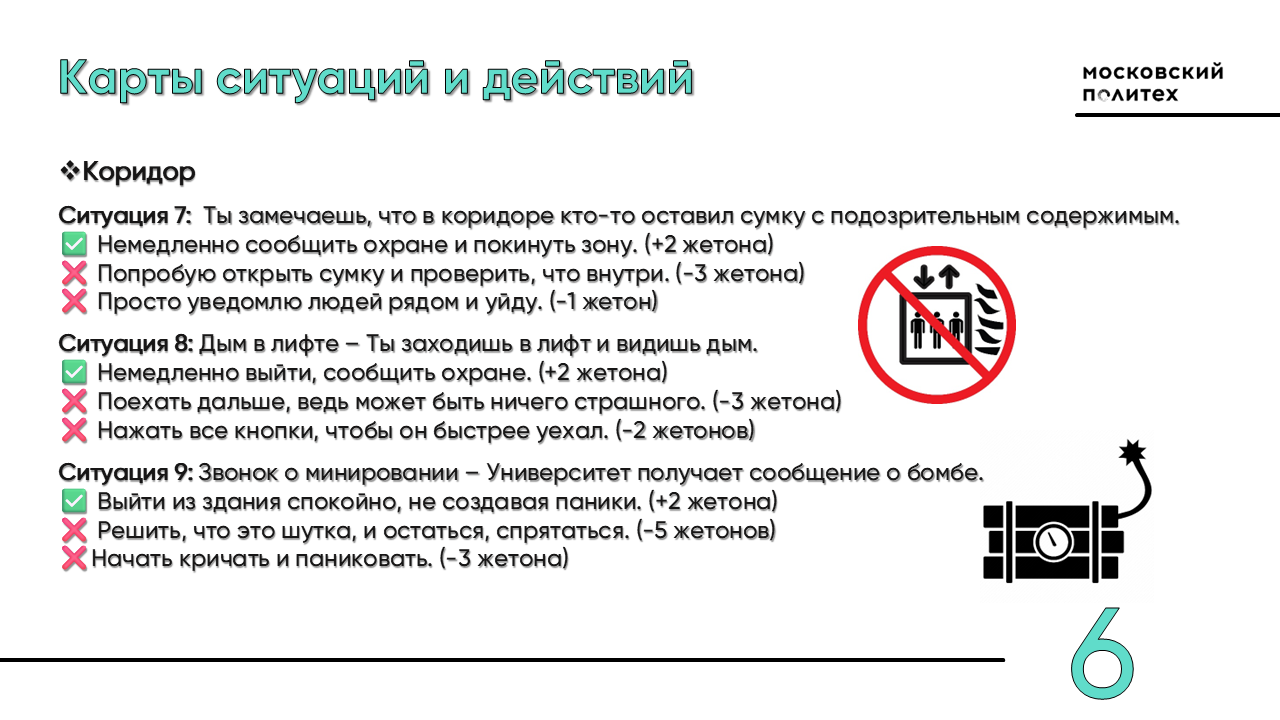 Карты ситуаций и действий
московский
политех
❖Коридор
Ситуация 7: Ты замечаешь, что в коридоре кто-то оставил сумку с подозрительным содержимым.
✅ Немедленно сообщить охране и покинуть зону. (+2 жетона)
❌ Попробую открыть сумку и проверить, что внутри. (-3 жетона)
❌ Просто уведомлю людей рядом и уйду. (-1 жетон)
Ситуация 8: Дым в лифте – Ты заходишь в лифт и видишь дым.
✅ Немедленно выйти, сообщить охране. (+2 жетона)
❌ Поехать дальше, ведь может быть ничего страшного. (-3 жетона)
❌ Нажать все кнопки, чтобы он быстрее уехал. (-2 жетонов)
Ситуация 9: Звонок о минировании – Университет получает сообщение о бомбе.
✅ Выйти из здания спокойно, не создавая паники. (+2 жетона)
❌ Решить, что это шутка, и остаться, спрятаться. (-5 жетонов)
❌Начать кричать и паниковать. (-3 жетона)
6